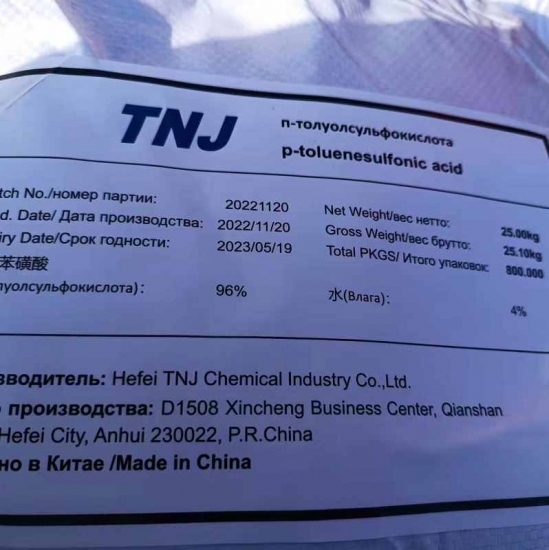 TNJ
п-толуолсульфокислота
p-toluenesulfonic acid
tch No./номер партии: 20221120
d. Date/ Дата производства: 2022/11/20
iry Date/Срок годности: 2023/05/19
苯磺酸
луолсульфокислота): 96%
Net Weight/вес нетто: 25.00kg
Gross Weight/вес брутто: 25.10kg
Total PKGS/ Итого упаковок: 800.000
水(Влага): 4%
зводитель: Hefei TNJ Chemical Industry Co.,Ltd.
о производства: D1508 Xincheng Business Center, Qianshan
Hefei City, Anhui 230022, P.R.China
но в Китае /Made in China